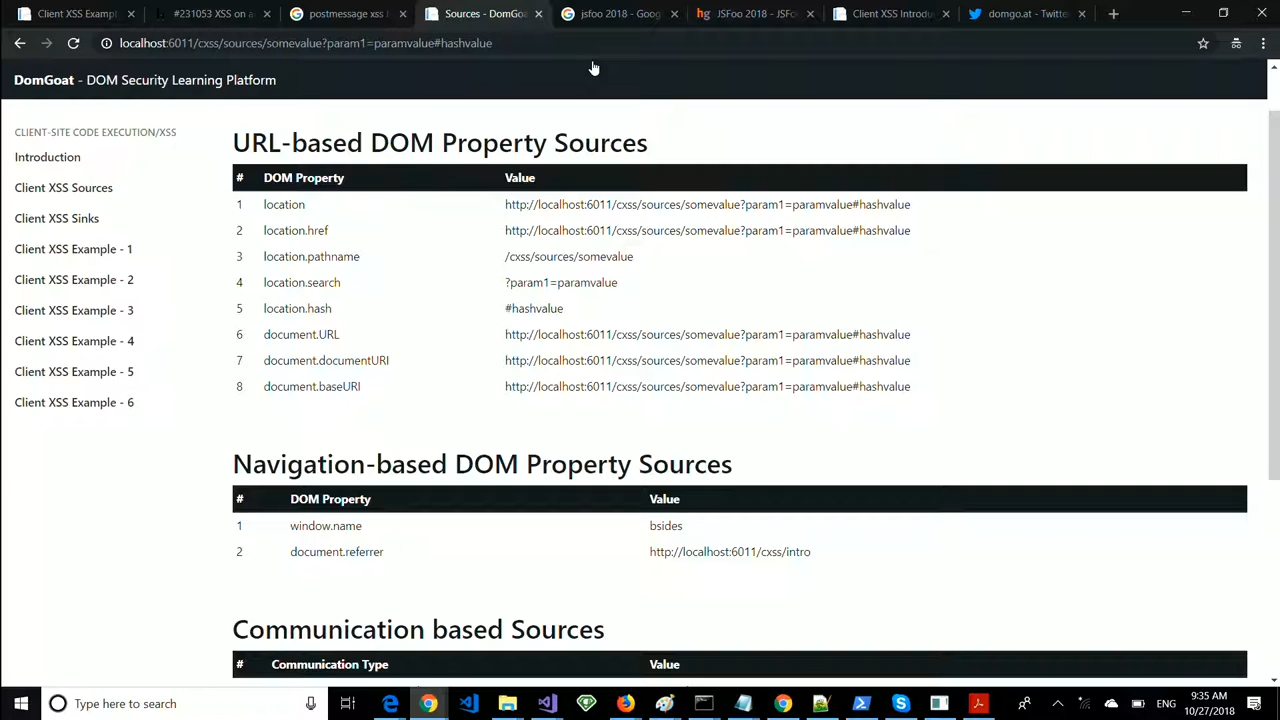 Client XSS Exampl
#231053 XSS on a
postmessage xss
Sources - DomGoa
jsfoo 2018 - Goog
JSFoo 2018 - JSFo
Client XSS Introdu
domgo.at - Twitte
localhost:6011/cxss/sources/somevalue?param1=paramvalue#hashvalue
DomGoat - DOM Security Learning Platform
CLIENT-SITE CODE EXECUTION/XSS
Introduction
Client XSS Sources
Client XSS Sinks
Client XSS Example - 1
Client XSS Example - 2
Client XSS Example - 3
Client XSS Example - 4
Client XSS Example - 5
Client XSS Example - 6
URL-based DOM Property Sources
# DOM Property Value
1 location http://localhost:6011/cxss/sources/somevalue?param1=paramvalue#hashvalue
2 location.href http://localhost:6011/cxss/sources/somevalue?param1=paramvalue#hashvalue
3 location.pathname /cxss/sources/somevalue
4 location.search ?param1=paramvalue
5 location.hash #hashvalue
6 document.URL http://localhost:6011/cxss/sources/somevalue?param1=paramvalue#hashvalue
7 document.documentURI http://localhost:6011/cxss/sources/somevalue?param1=paramvalue#hashvalue
8 document.baseURI http://localhost:6011/cxss/sources/somevalue?param1=paramvalue#hashvalue
Navigation-based DOM Property Sources
# DOM Property Value
1 window.name bsides
2 document.referrer http://localhost:6011/cxss/intro
Communication based Sources
# Communication Type Value
Type here to search
ENG
9:35 AM
10/27/2018